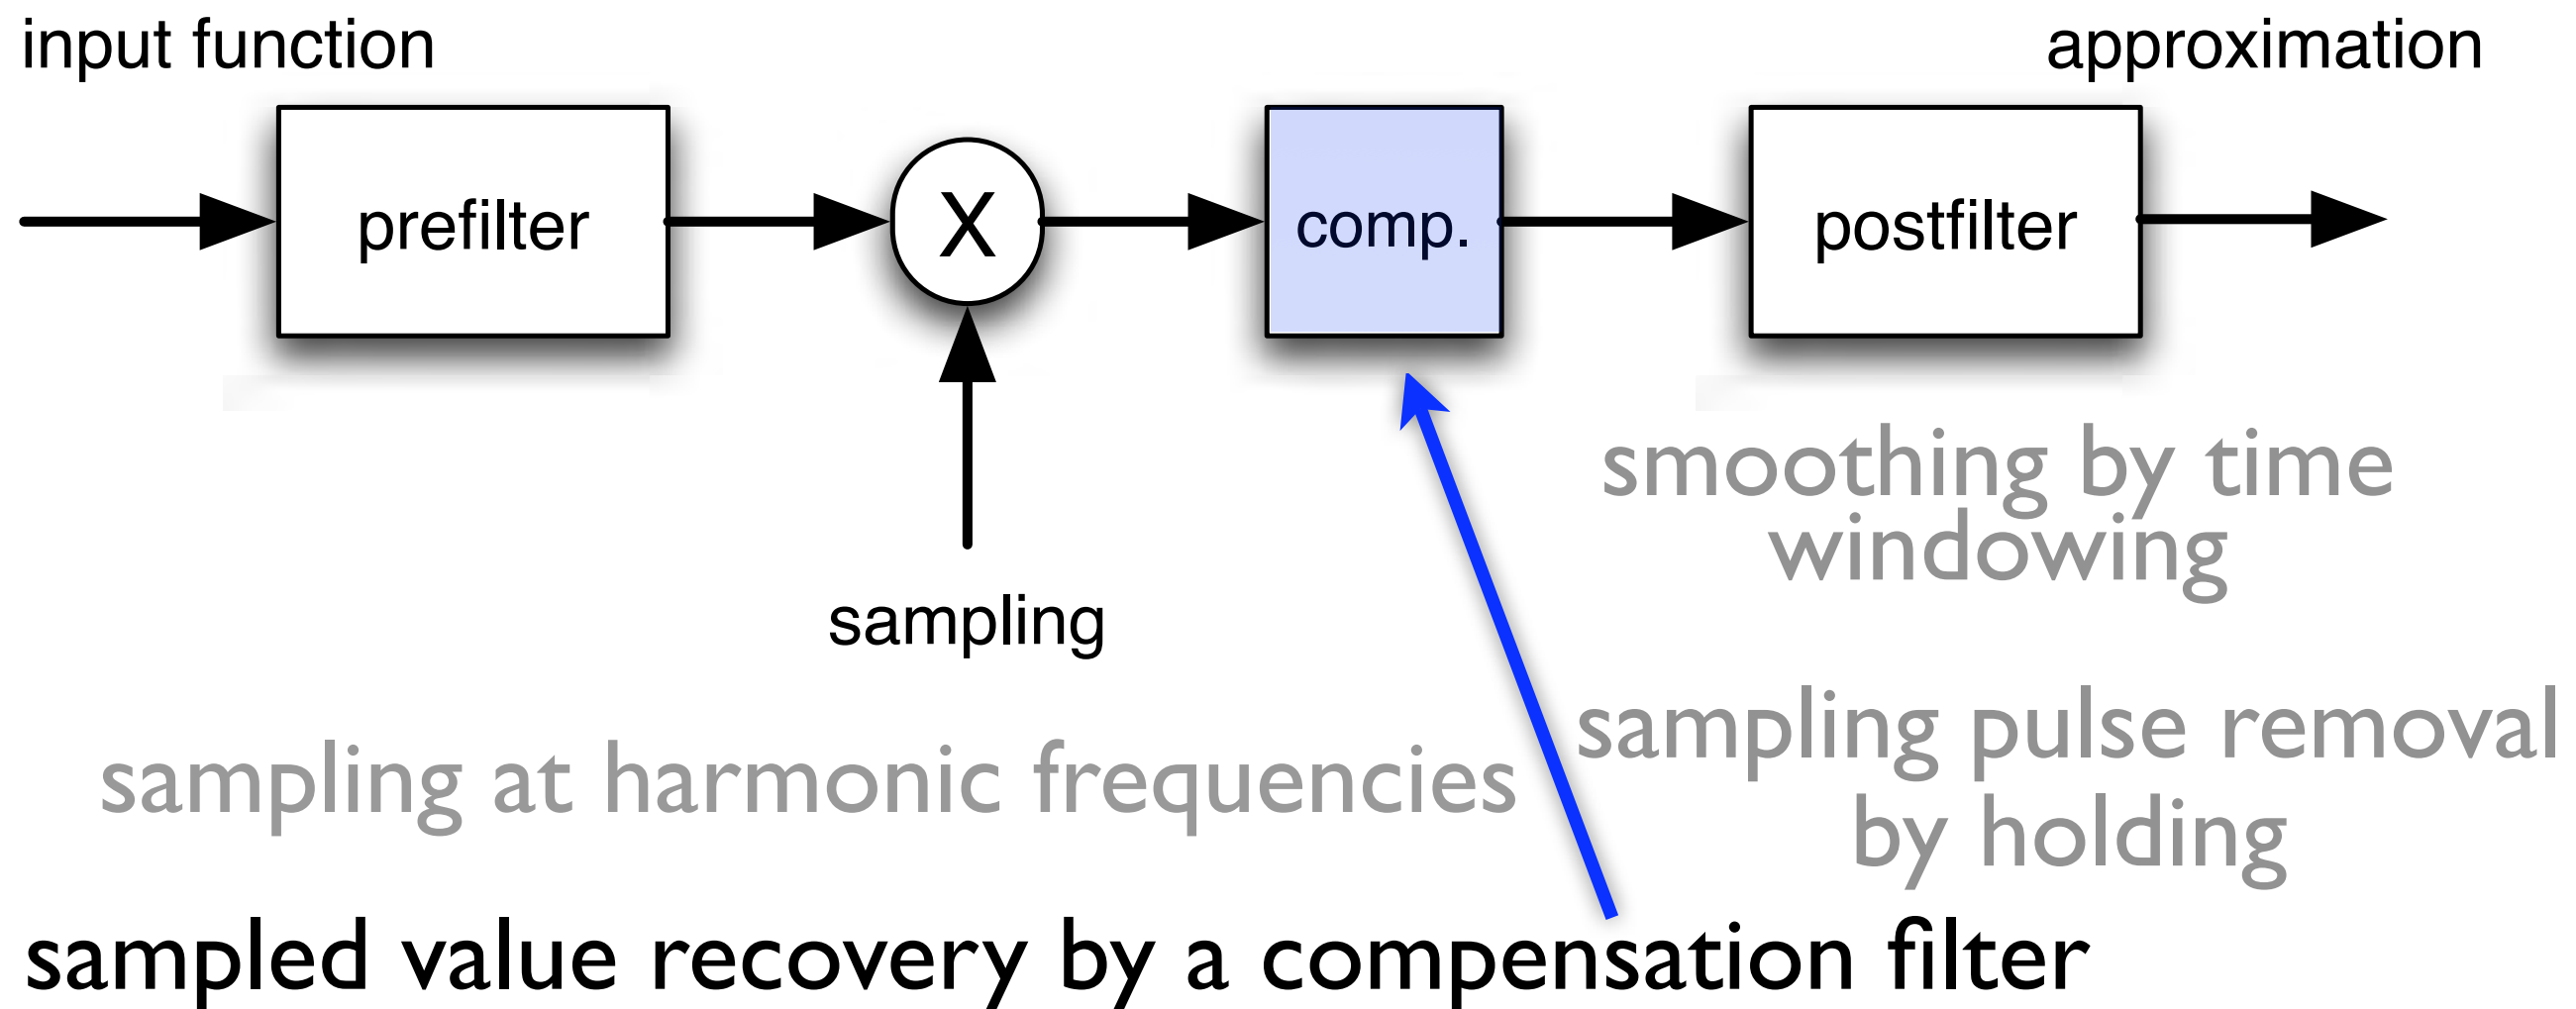 input function
approximation
prefilter
X
comp.
postfilter
sampling
smoothing by time
windowing
sampling at harmonic frequencies
sampling pulse removal
by holding
sampled value recovery by a compensation filter